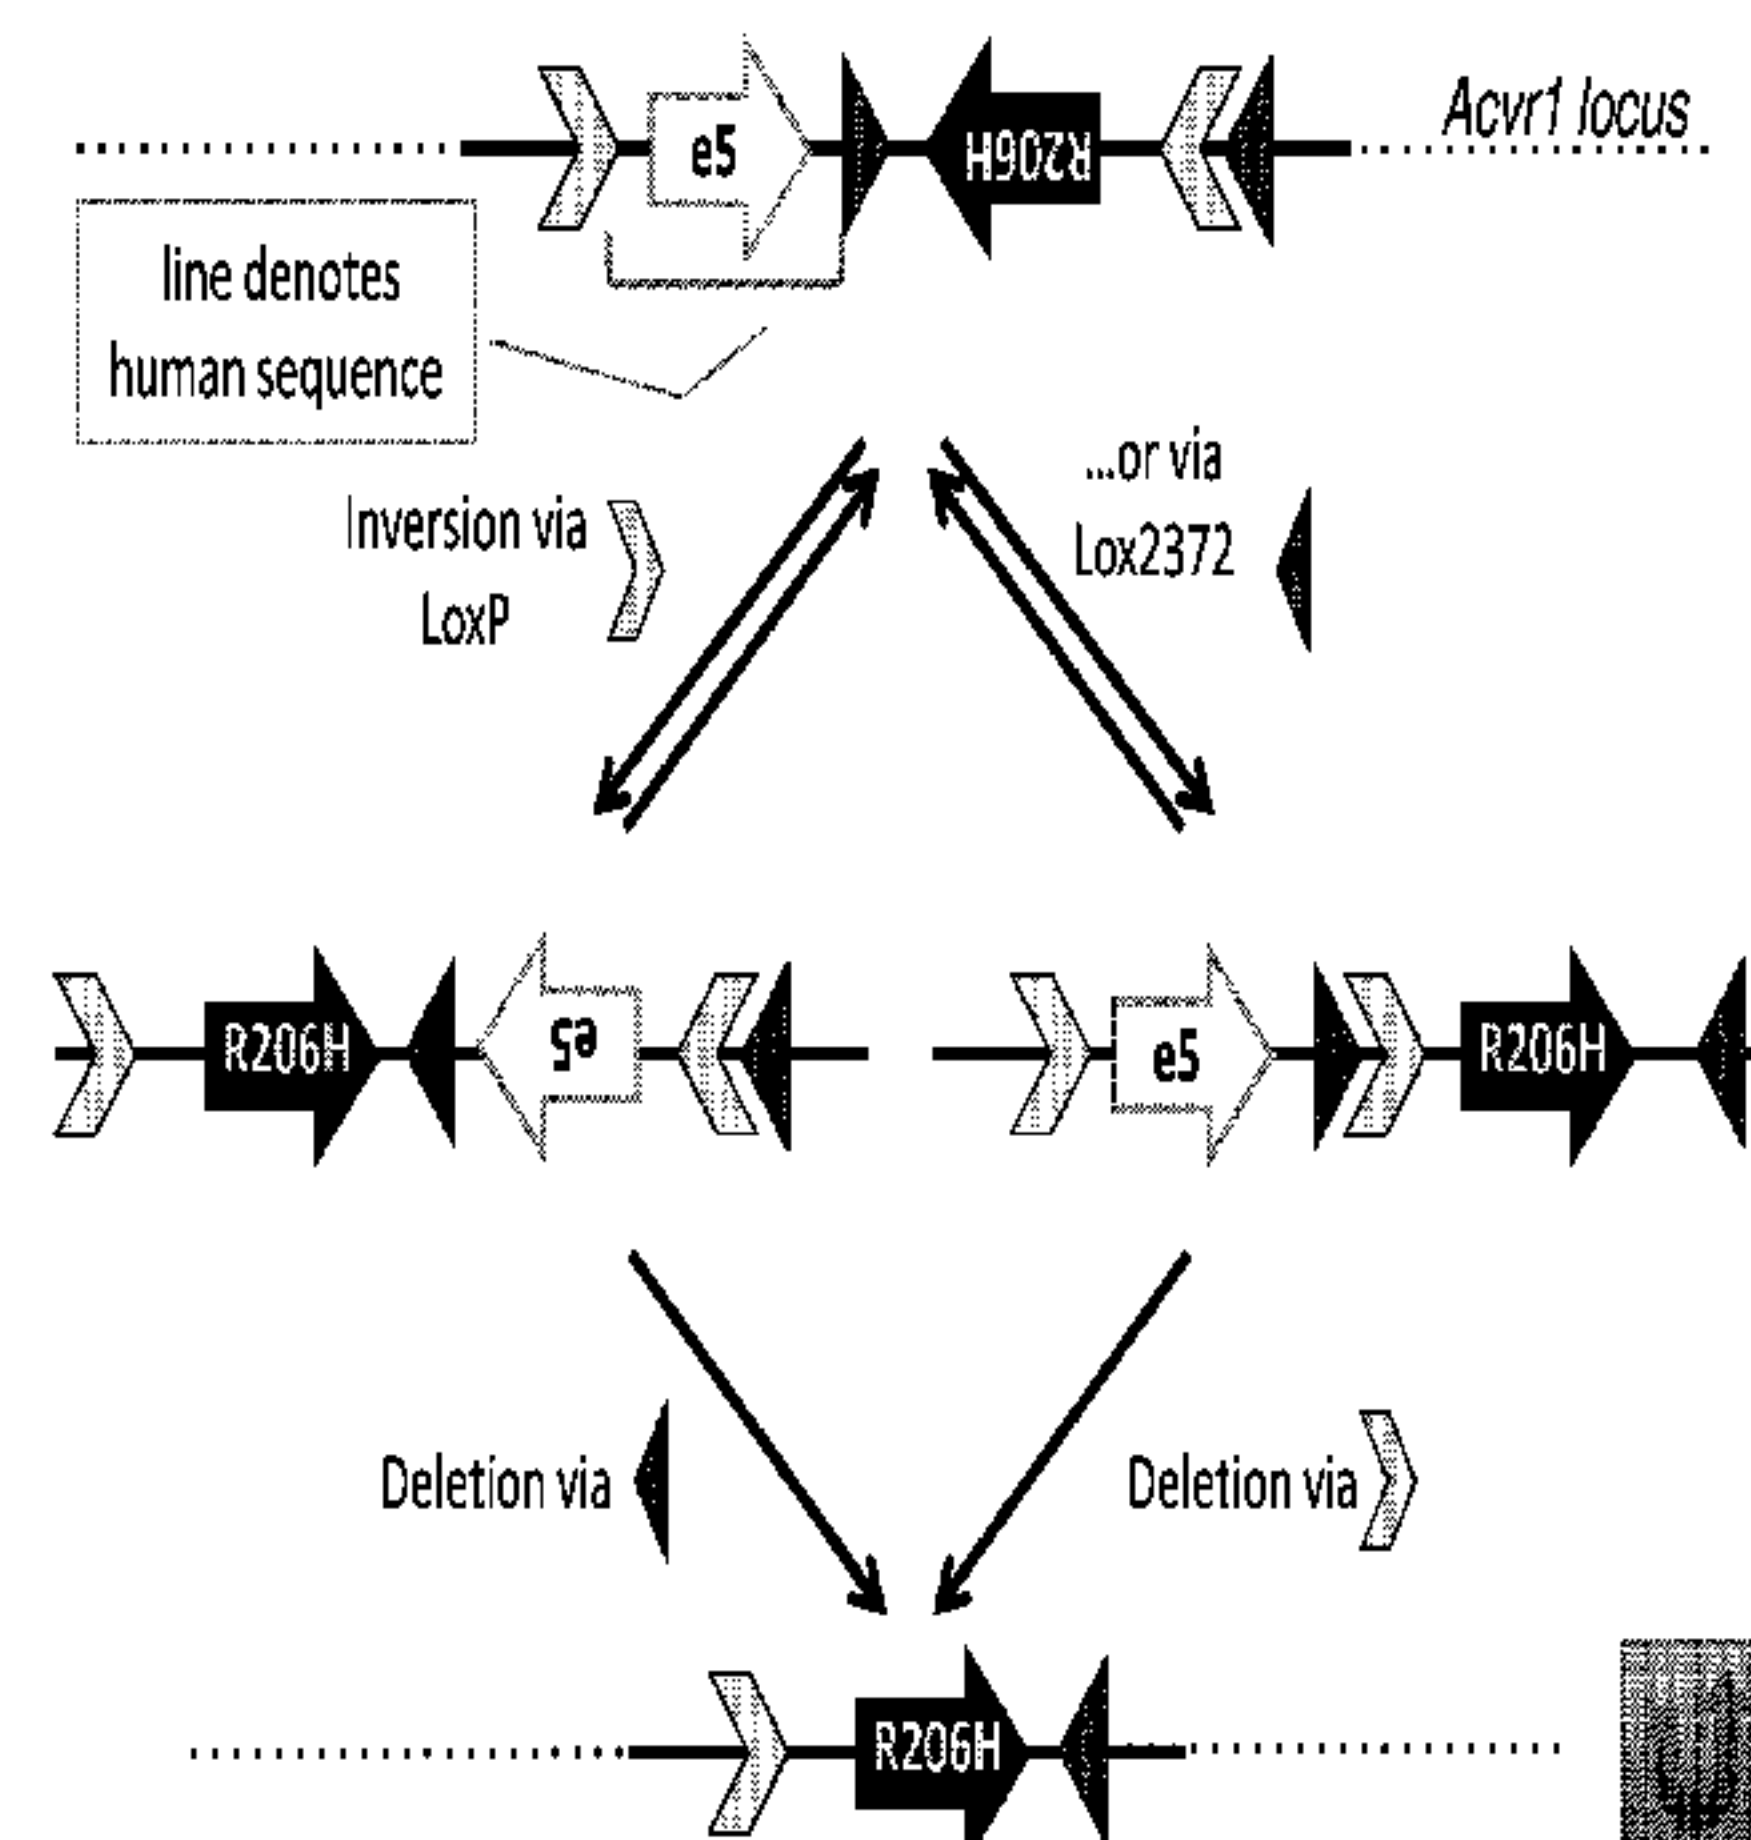 Acvr1 locus
e5
R206H
line denotes
human sequence
...or via
Lox2372
Inversion via
LoxP
R206H
e5
e5
R206H
Deletion via
Deletion via
R206H